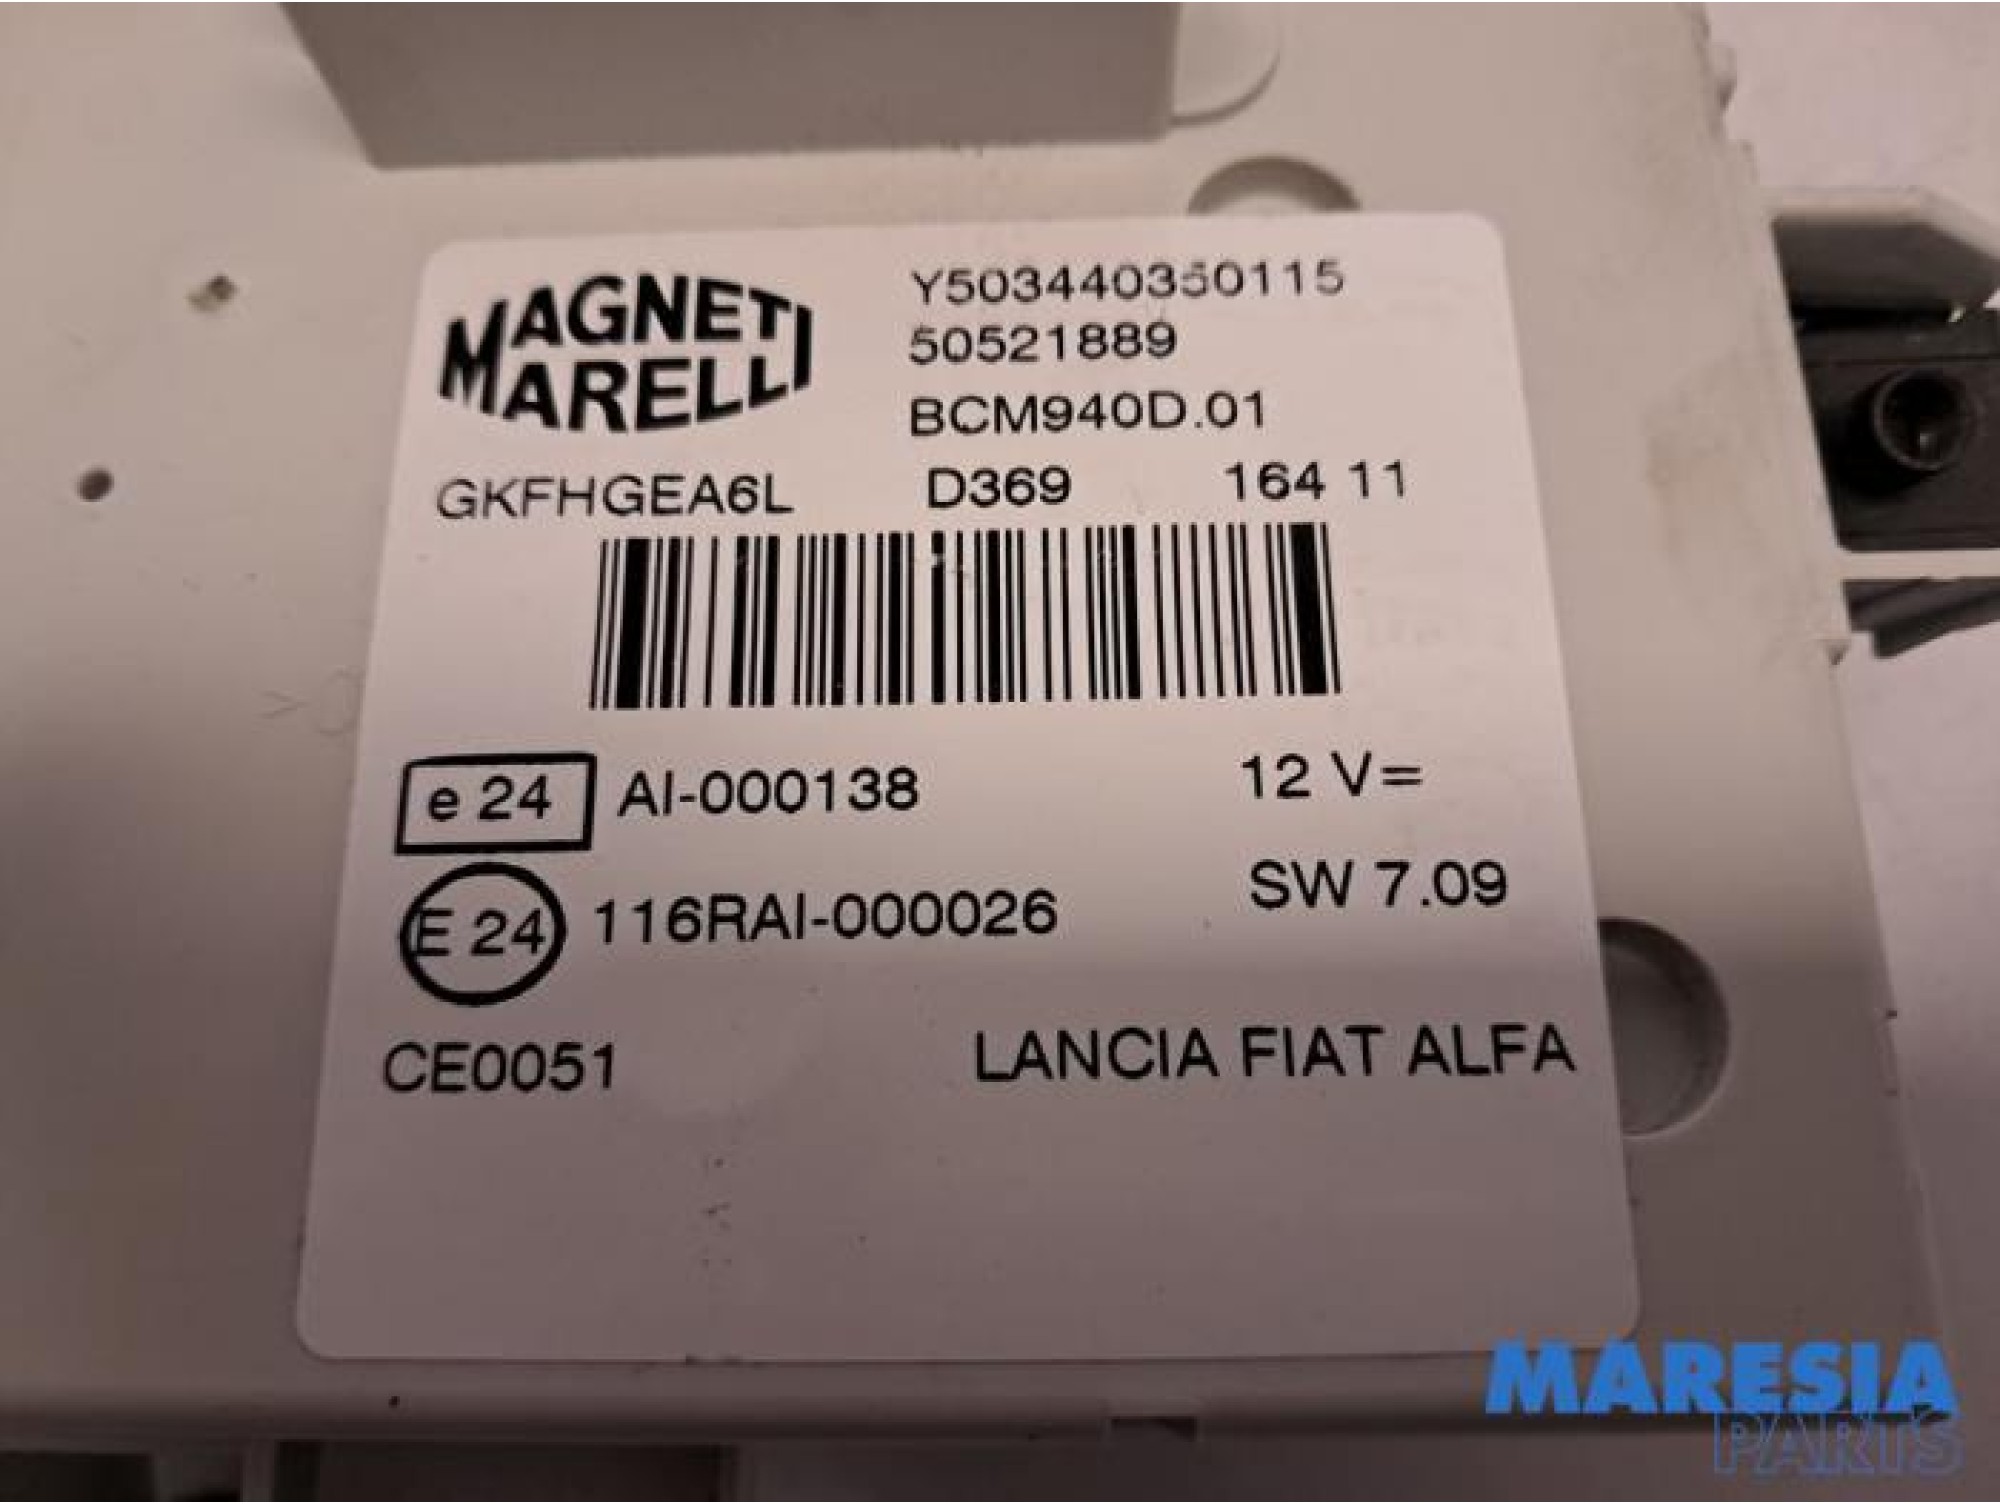 MAGNETI
MARELLI
Y503440350115
50521889
BCM940D.01
GKFHGEA6L D369 164 11
e 24 AI-000138 12 V=
E 24 116RAI-000026 SW 7.09
CE0051 LANCIA FIAT ALFA
MARESIA
PARTS